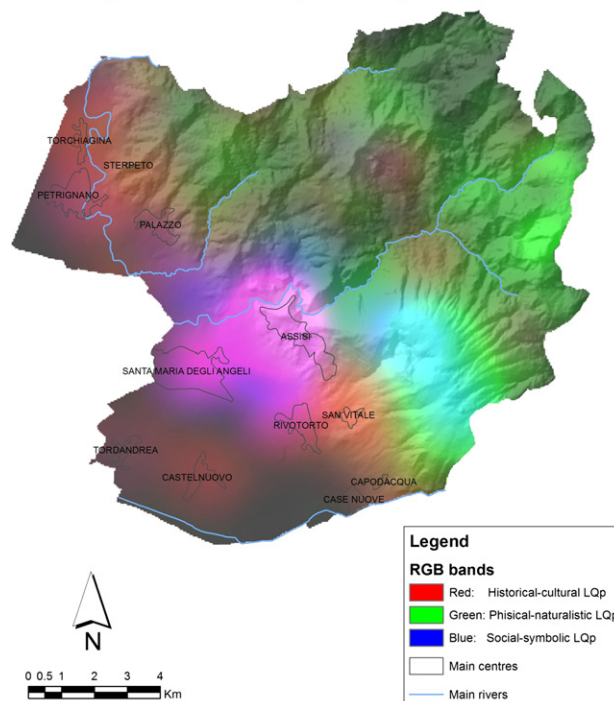 TORCHIAGINA
STERPETO
PETRIGNANO
PALAZZO
ASSISI
SANTA MARIA DEGLI ANGELI
SAN VITALE
RIVOTORTO
TORDANDREA
CASTELNUOVO
CAPODACQUA
CASE NUOVE
Legend
RGB bands
Red: Historical-cultural LQp
Green: Phisical-naturalistic LQp
Blue: Social-symbolic LQp
Main centres
Main rivers
N
0 0.5 1 2 3 4
Km